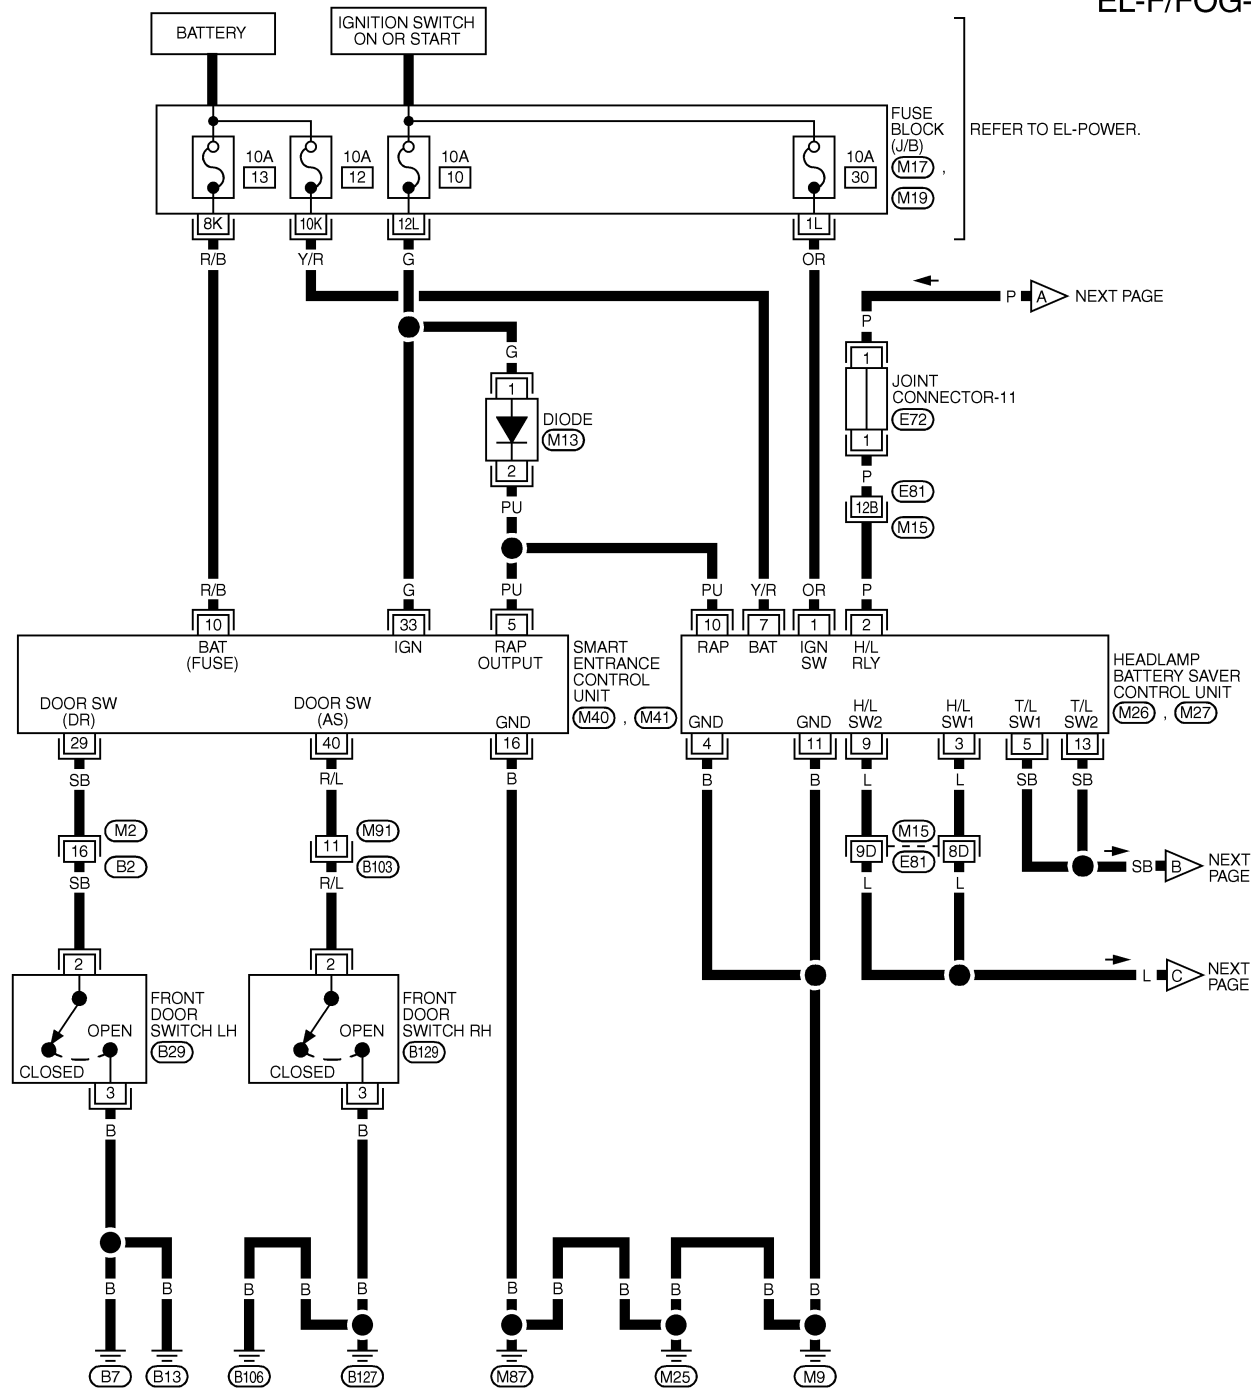 EL-F/FOG-
BATTERY
IGNITION SWITCH
ON OR START
FUSE
BLOCK
(J/B)
M17 ,
M19
REFER TO EL-POWER.
10A
13
10A
12
10A
10
10A
30
8K
10K
12L
1L
R/B
Y/R
G
OR
P
A
NEXT PAGE
P
G
1
1
JOINT
CONNECTOR-11
E72
DIODE
M13
1
2
P
E81
12B
M15
PU
R/B
G
PU
PU
Y/R
OR
P
10
33
5
10
7
1
2
BAT
(FUSE)
IGN
RAP
OUTPUT
SMART
ENTRANCE
CONTROL
UNIT
M40 , M41
RAP
BAT
IGN
SW
H/L
RLY
HEADLAMP
BATTERY SAVER
CONTROL UNIT
M26 , M27
DOOR SW
(DR)
DOOR SW
(AS)
GND
GND
GND
H/L
SW2
H/L
SW1
T/L
SW1
T/L
SW2
29
40
16
4
11
9
3
5
13
SB
R/L
B
B
B
L
L
SB
SB
M2
16
B2
M91
11
B103
M15
9D
8D
E81
SB
R/L
L
L
SB
B
NEXT
PAGE
2
2
L
C
NEXT
PAGE
OPEN
CLOSED
FRONT
DOOR
SWITCH LH
B29
OPEN
CLOSED
FRONT
DOOR
SWITCH RH
B129
3
3
B
B
B
B
B
B
B
B
B
B
B
B
B
B7
B13
B106
B127
M87
M25
M9